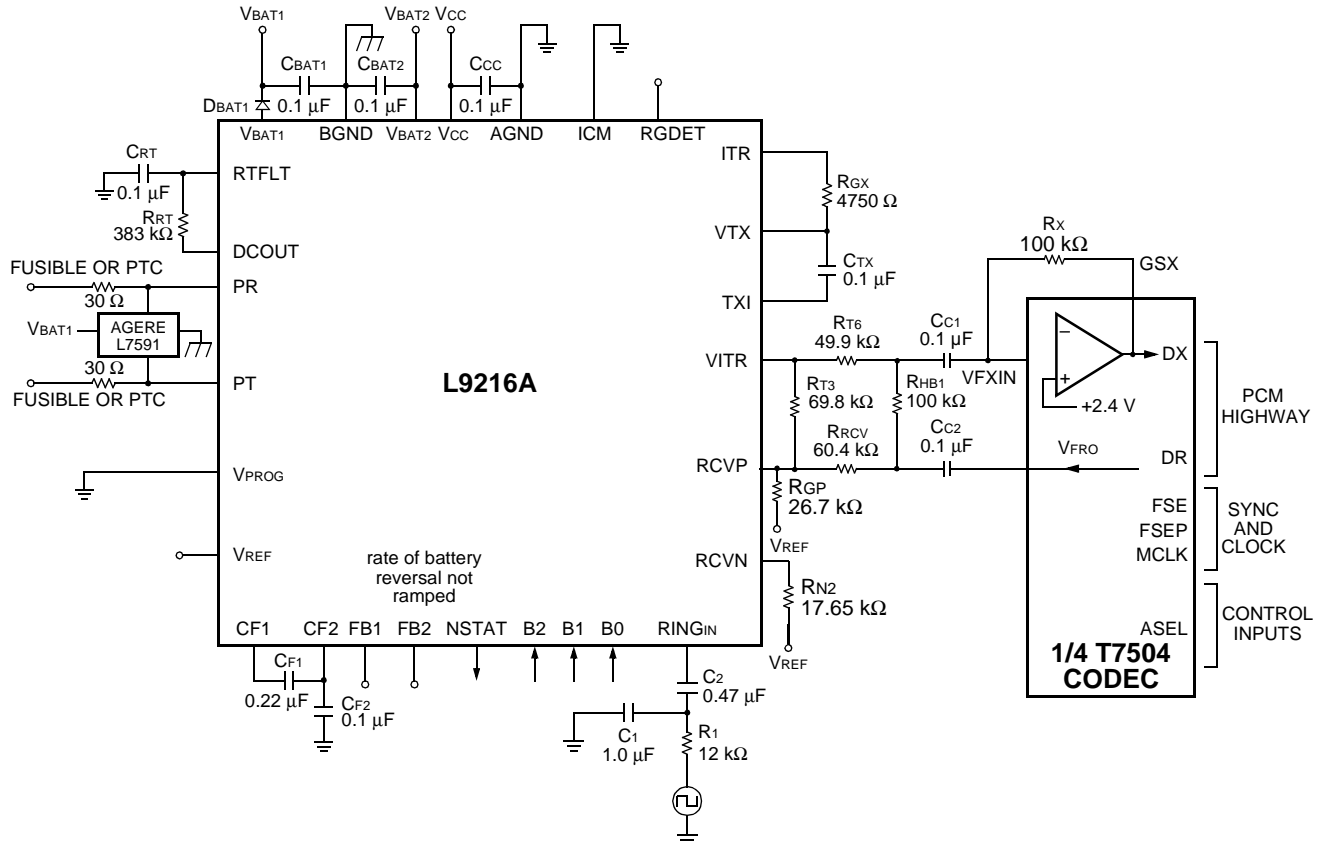 VBAT1
VBAT2 VCC
CBAT1
0.1 µF
CBAT2
0.1 µF
CCC
0.1 µF
DBAT1
VBAT1
BGND
VBAT2
VCC
AGND
ICM
RGDET
CRT
0.1 µF
RTFLT
RRT
383 kΩ
DCOUT
FUSIBLE OR PTC
30 Ω
PR
VBAT1
AGERE
L7591
30 Ω
PT
FUSIBLE OR PTC
VPROG
VREF
L9216A
rate of battery
reversal not
ramped
ITR
RGX
4750 Ω
VTX
CTX
0.1 µF
TXI
VITR
RT6
49.9 kΩ
CC1
0.1 µF
RT3
69.8 kΩ
RHB1
100 kΩ
RRCV
60.4 kΩ
CC2
0.1 µF
RCVP
RGP
26.7 kΩ
VREF
RCVN
RN2
17.65 kΩ
VREF
RX
100 kΩ
GSX
VFXIN
−
+
+2.4 V
DX
VFRO
DR
PCM
HIGHWAY
FSE
FSEP
MCLK
SYNC
AND
CLOCK
ASEL
CONTROL
INPUTS
1/4 T7504
CODEC
CF1
CF2
FB1
FB2
NSTAT
B2
B1
B0
RINGIN
CF1
0.22 µF
CF2
0.1 µF
C2
0.47 µF
C1
1.0 µF
R1
12 kΩ